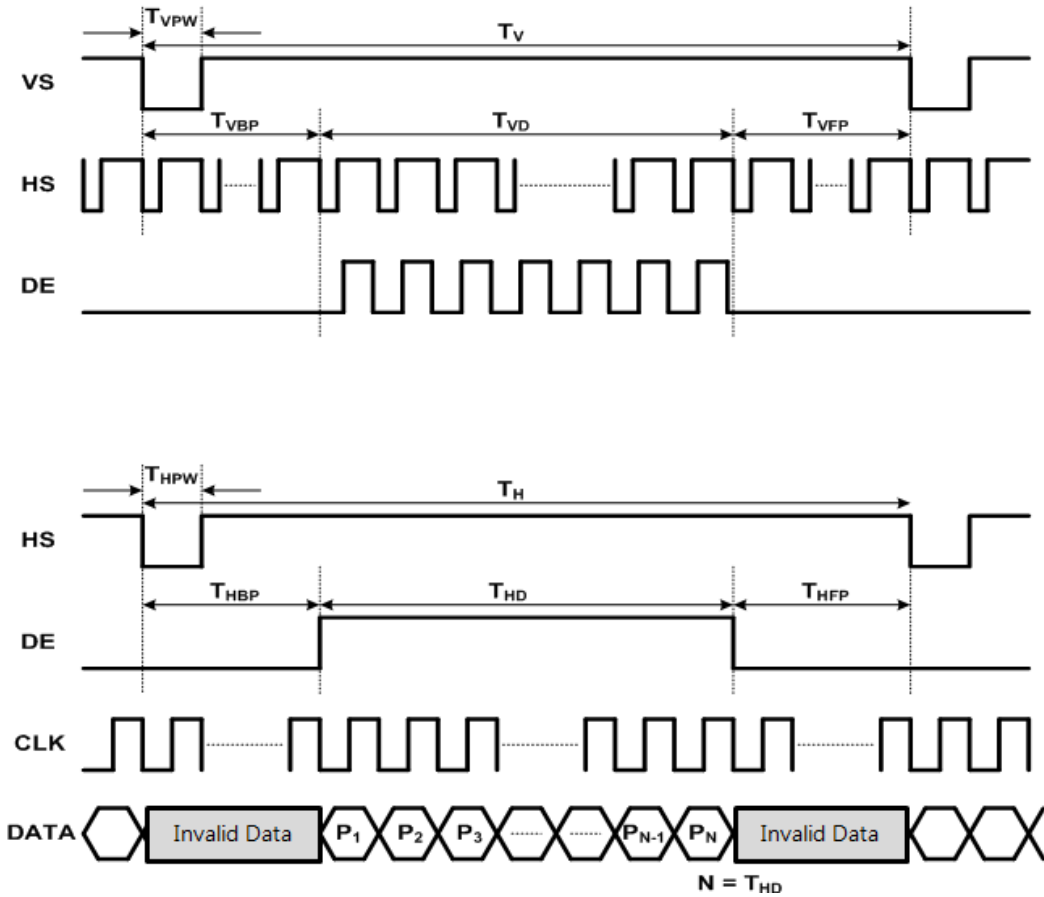 TVPW
TV
VS
TVBP TVD TVFP
HS
DE
THPW
TH
HS
THBP THD THFP
DE
CLK
DATA Invalid Data P1 P2 P3 PN-1 PN Invalid Data
N = THD